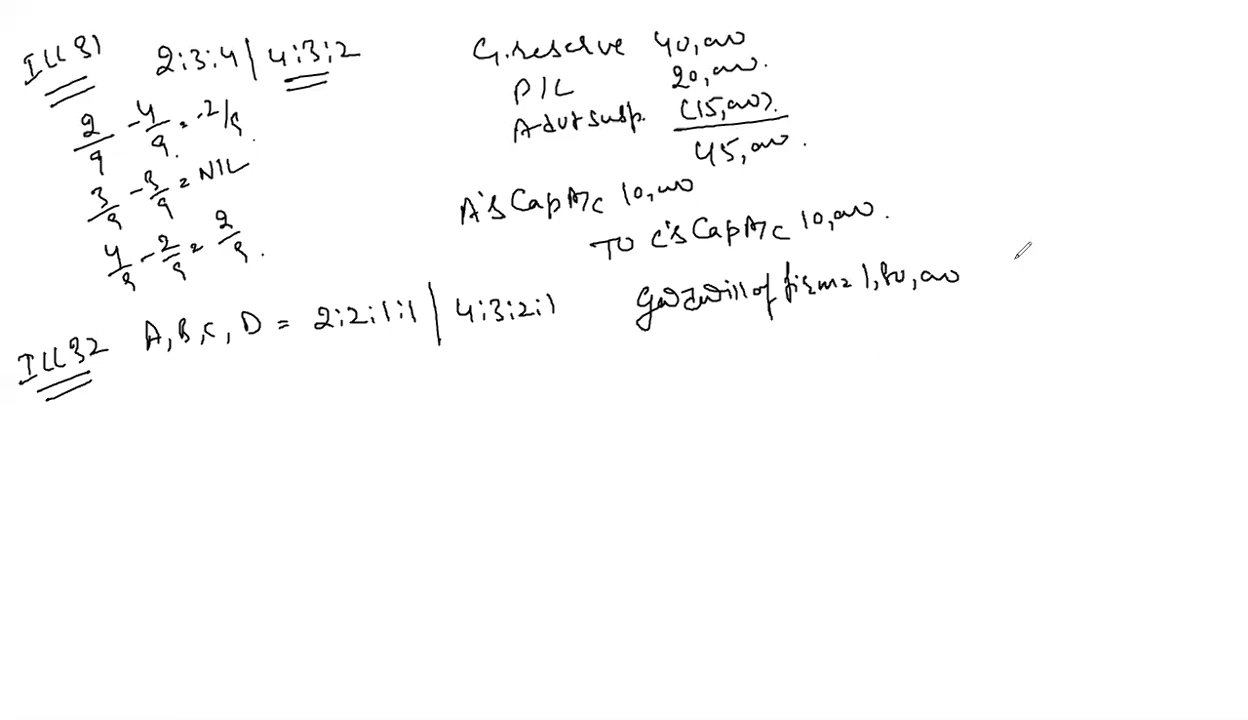 ILL 31 2:3:4 | 4:3:2
2/9 - 4/9 = -2/9.
3/9 - 3/9 = NIL
4/9 - 2/9 = 2/9.
G.reserve 40,000
P/L 20,000.
Advt susp. (15,000).
45,000.
A's Cap A/c 10,000
TO C's Cap A/c 10,000.
ILL 32 A, B, C, D = 2:2:1:1 | 4:3:2:1 Goodwill of firm = 1,80,000